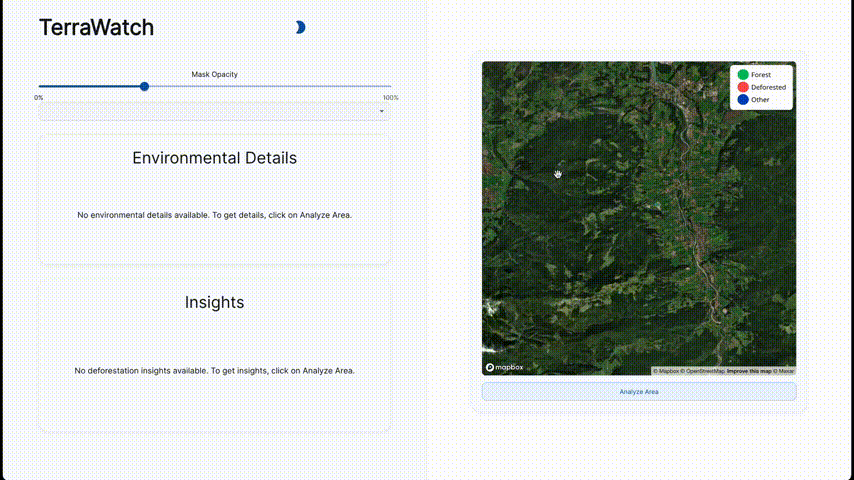 TerraWatch
Mask Opacity
0%
100%
Environmental Details
No environmental details available. To get details, click on Analyze Area.
Insights
No deforestation insights available. To get insights, click on Analyze Area.
Forest
Deforested
Other
mapbox
© Mapbox © OpenStreetMap Improve this map © Maxar
Analyze Area